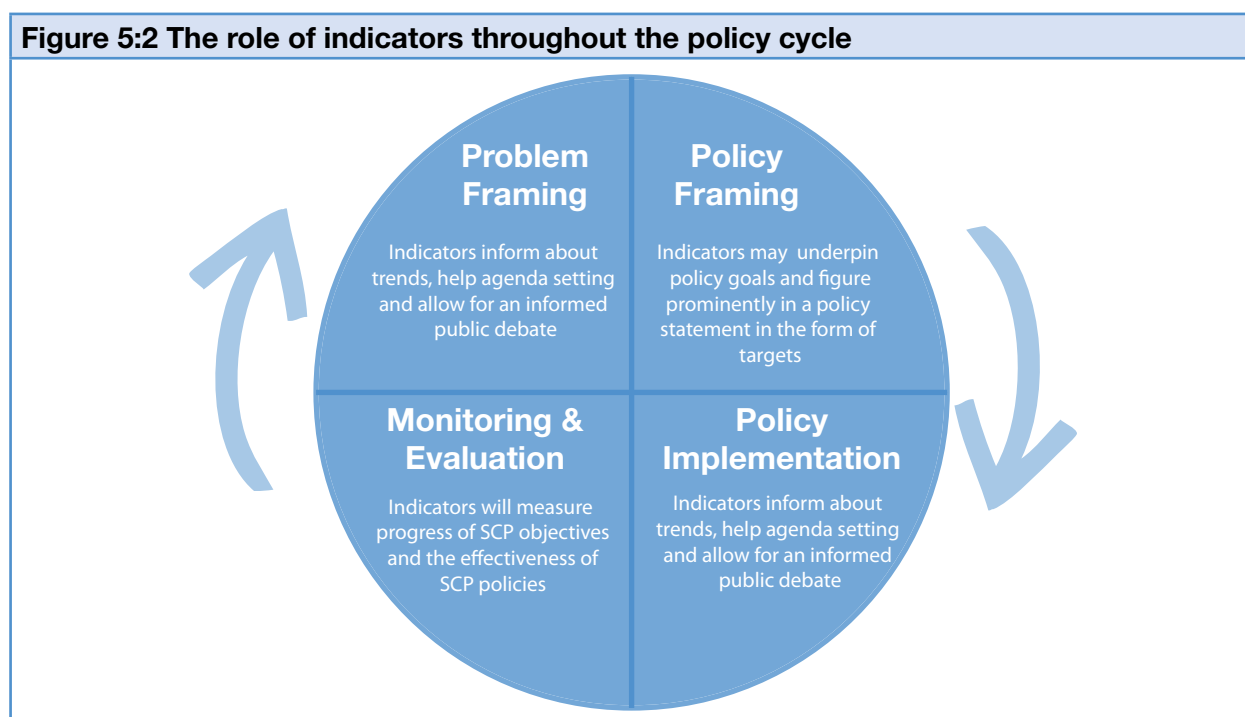 Figure 5:2 The role of indicators throughout the policy cycle
Problem
Framing
Indicators inform about
trends, help agenda setting
and allow for an informed
public debate
Policy
Framing
Indicators may underpin
policy goals and figure
prominently in a policy
statement in the form of
targets
Monitoring &
Evaluation
Indicators will measure
progress of SCP objectives
and the effectiveness of
SCP policies
Policy
Implementation
Indicators inform about
trends, help agenda setting
and allow for an informed
public debate